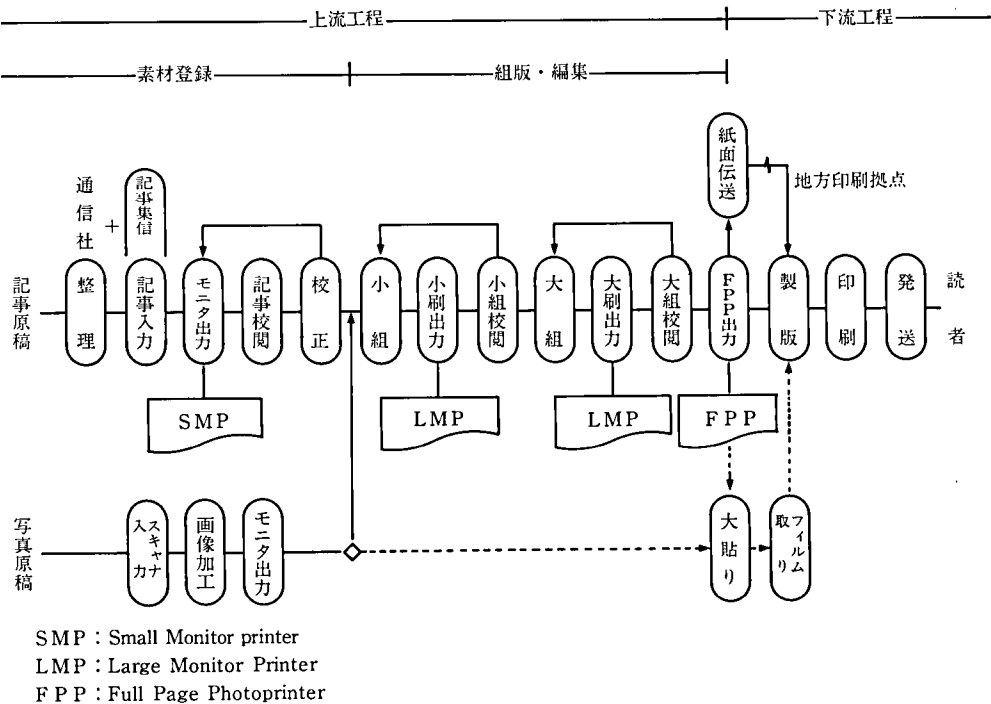 上流工程
下流工程
素材登録
組版・編集
紙面伝送
地方印刷拠点
通信社
+
記事集信
記事原稿
整理
記事入力
モニタ出力
記事校閲
校正
小組
小刷出力
小組校閲
大組
大刷出力
大組校閲
FPP出力
製版
印刷
発送
読者
SMP
LMP
LMP
FPP
写真原稿
スキャナ
入力
画像加工
モニタ出力
大貼り
フィルム
取り
SMP:Small Monitor printer
LMP:Large Monitor Printer
FPP:Full Page Photoprinter